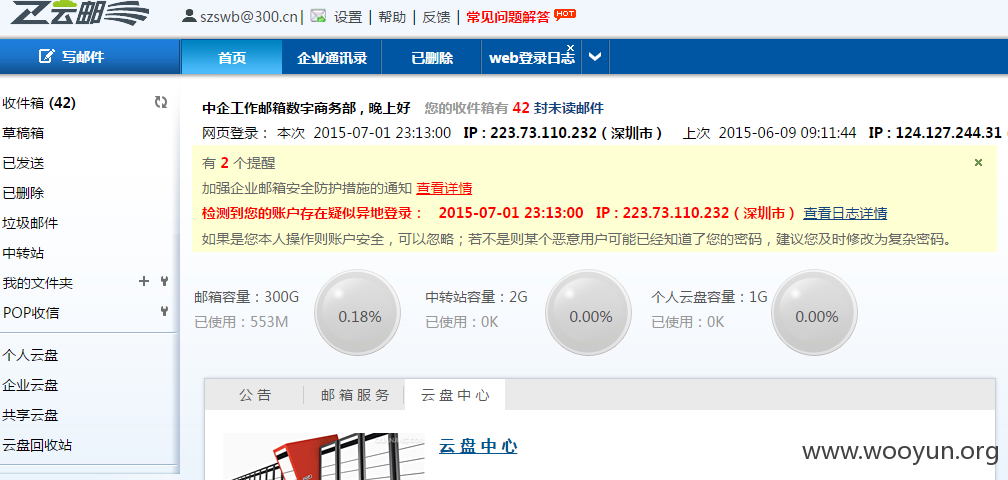 Z云邮
szswb@300.cn | 设置 | 帮助 | 反馈 | 常见问题解答 HOT
写邮件 首页 企业通讯录 已删除 web登录日志
收件箱 (42)
草稿箱
已发送
已删除
垃圾邮件
中转站
我的文件夹
POP收信
个人云盘
企业云盘
共享云盘
云盘回收站
中企工作邮箱数字商务部，晚上好 您的收件箱有 42 封未读邮件
网页登录： 本次 2015-07-01 23:13:00 IP：223.73.110.232（深圳市） 上次 2015-06-09 09:11:44 IP：124.127.244.31
有 2 个提醒
加强企业邮箱安全防护措施的通知 查看详情
检测到您的账户存在疑似异地登录： 2015-07-01 23:13:00 IP：223.73.110.232（深圳市） 查看日志详情
如果是您本人操作则账户安全，可以忽略；若不是则某个恶意用户可能已经知道了您的密码，建议您及时修改为复杂密码。
邮箱容量：300G
已使用：553M
0.18%
中转站容量：2G
已使用：0K
0.00%
个人云盘容量：1G
已使用：0K
0.00%
公告 邮箱服务 云盘中心
云盘中心
www.wooyun.org